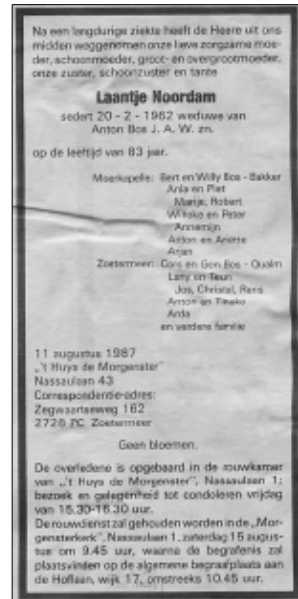 Na een langdurige ziekte heeft de Heere uit ons
midden weggenomen onze lieve zorgzame moe-
der, schoonmoeder, groot- en overgrootmoeder,
onze zuster, schoonzuster en tante
Laantje Noordam
sedert 20 - 2 - 1962 weduwe van
Anton Bos J. A. W. zn.
op de leeftijd van 83 jaar.
Moerkapelle: Bert en Willy Bos - Bakker
Anja en Piet
Marije, Robert
Willeke en Peter
Annemijn
Anton en Anette
Arjan
Zoetermeer: Cors en Gon Bos - Qualm
Leny en Teun
Jos, Christel, Rens
Anton en Tineke
Arda
en verdere familie
11 augustus 1987
„'t Huys de Morgenster"
Nassaulaan 43
Correspondentie-adres:
Zegwaartseweg 162
2726 PC Zoetermeer
Geen bloemen.
De overledene is opgebaard in de rouwkamer
van „'t Huys de Morgenster", Nassaulaan 1;
bezoek en gelegenheid tot condoleren vrijdag
van 15.30-16.30 uur.
De rouwdienst zal gehouden worden in de „Mor-
gensterkerk", Nassaulaan 1, zaterdag 15 augus-
tus om 9.45 uur, waarna de begrafenis zal
plaatsvinden op de algemene begraafplaats aan
de Hoflaan, wijk 17, omstreeks 10.45 uur.